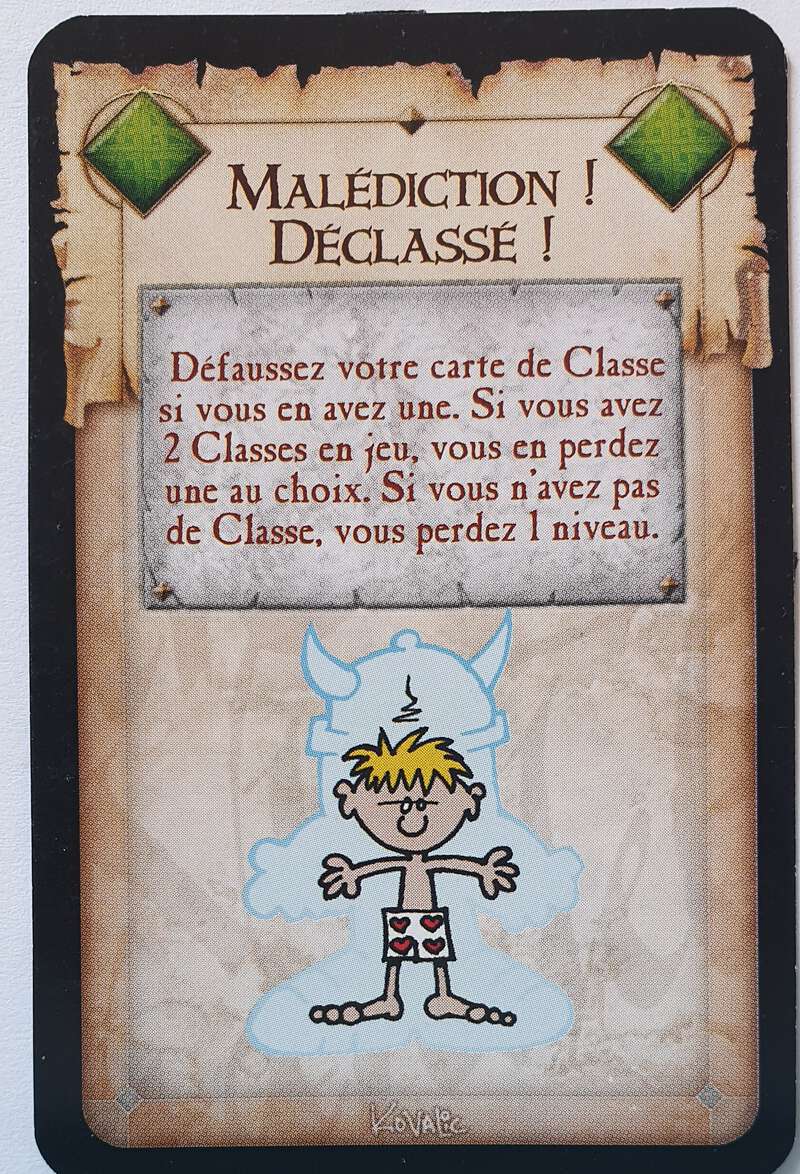 Malédiction !
Déclassé !
Défaussez votre carte de Classe
si vous en avez une. Si vous avez
2 Classes en jeu, vous en perdez
une au choix. Si vous n'avez pas
de Classe, vous perdez 1 niveau.
Kovalic